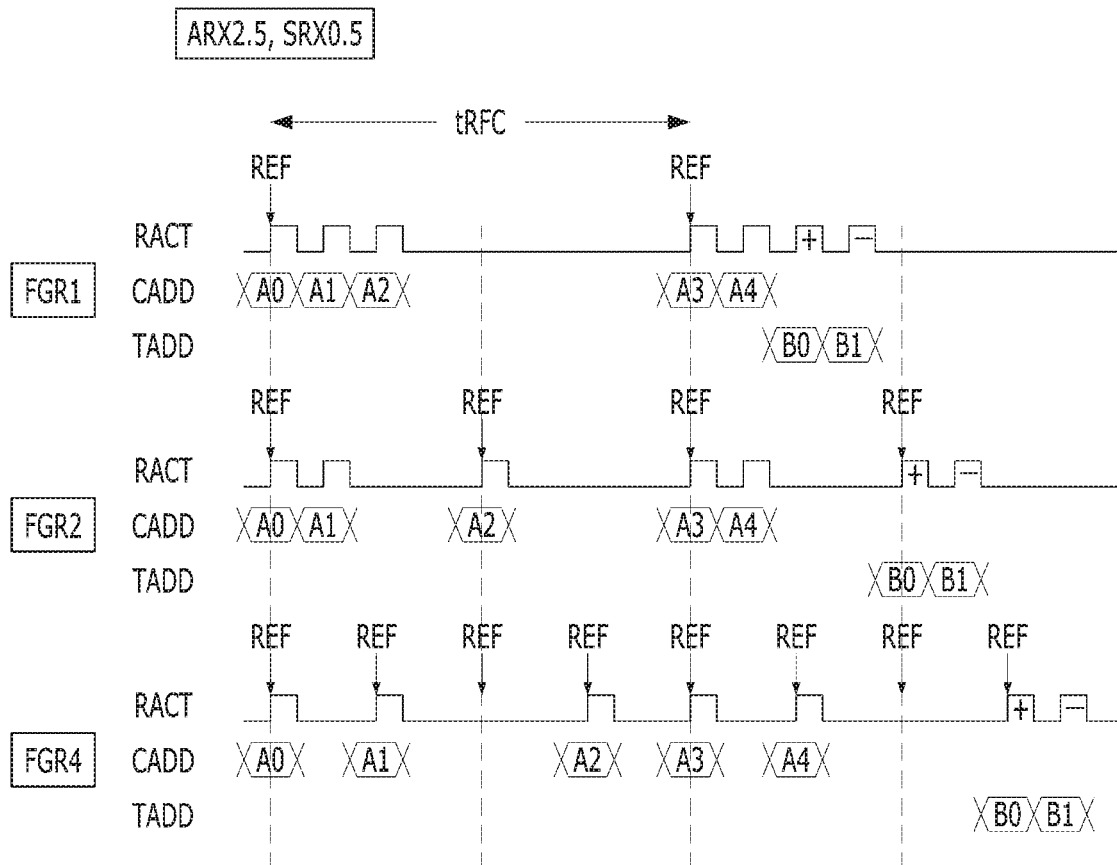 ARX2.5, SRX0.5
tRFC
REF REF
RACT + −
FGR1 CADD A0 A1 A2 A3 A4
TADD B0 B1
REF REF REF REF
RACT + −
FGR2 CADD A0 A1 A2 A3 A4
TADD B0 B1
REF REF REF REF REF REF REF REF
RACT + −
FGR4 CADD A0 A1 A2 A3 A4
TADD B0 B1